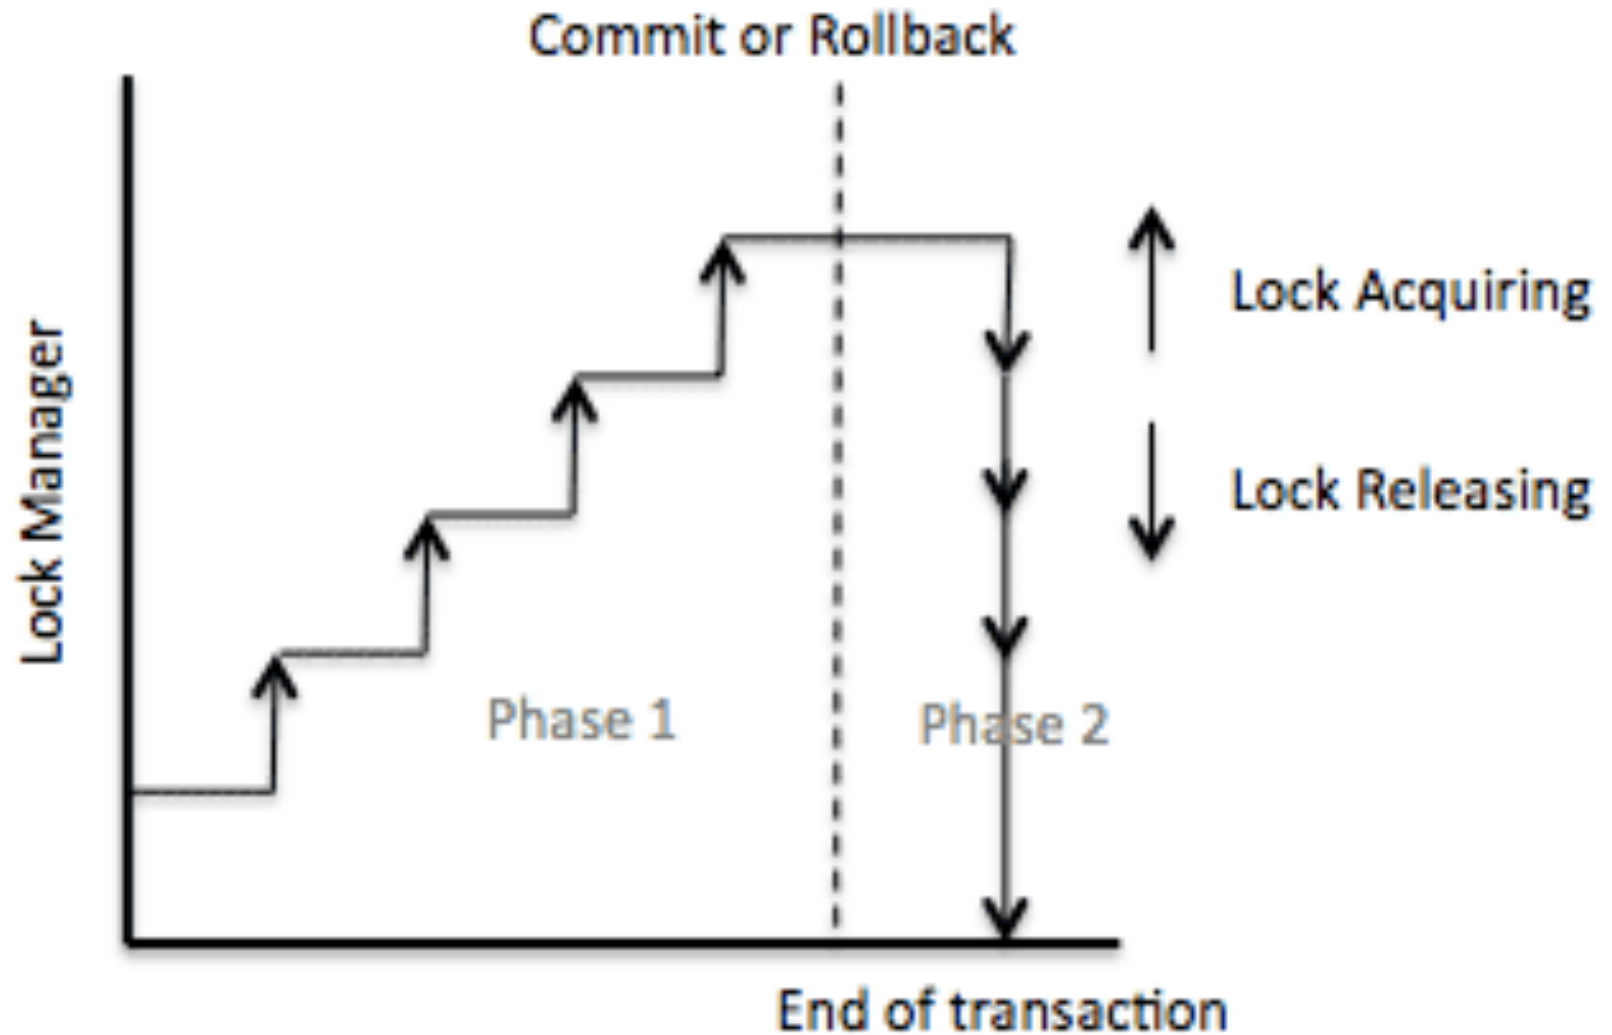 Commit or Rollback
Lock Manager
Lock Acquiring
Lock Releasing
Phase 1
Phase 2
End of transaction